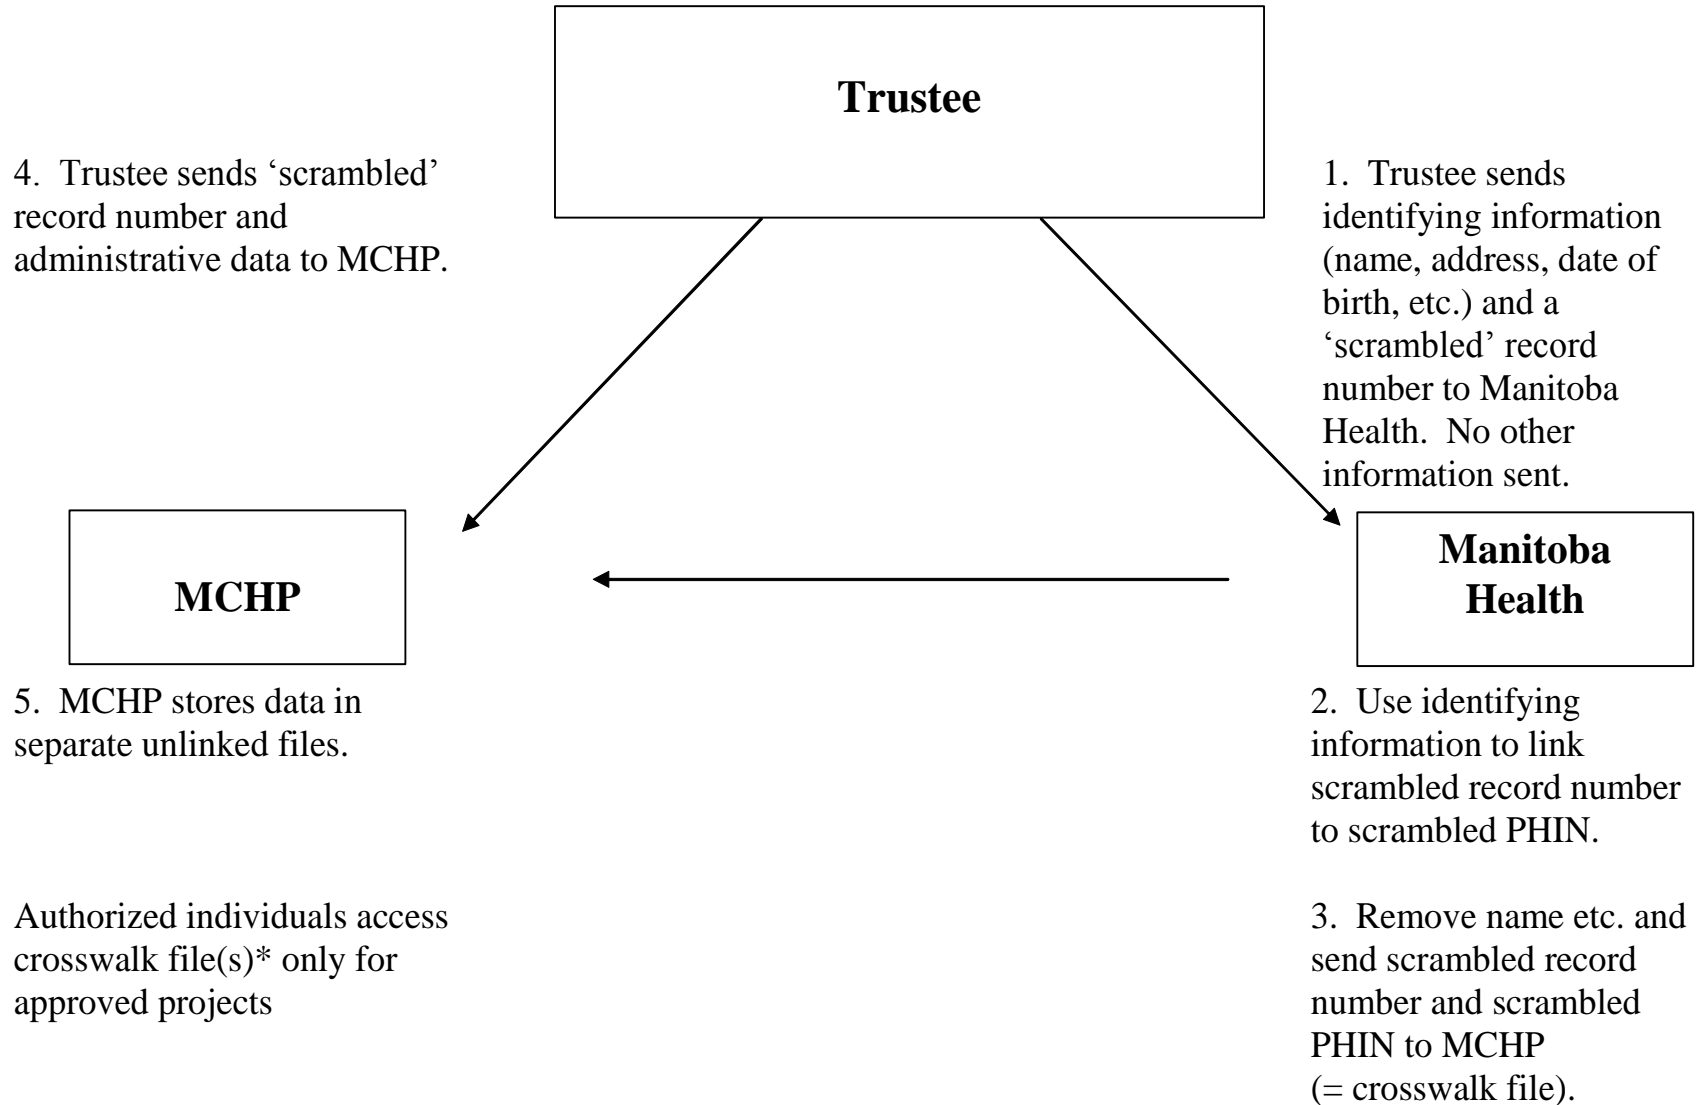 Trustee
4. Trustee sends ‘scrambled’
record number and
administrative data to MCHP.
1. Trustee sends
identifying information
(name, address, date of
birth, etc.) and a
‘scrambled’ record
number to Manitoba
Health. No other
information sent.
MCHP
Manitoba
Health
5. MCHP stores data in
separate unlinked files.
2. Use identifying
information to link
scrambled record number
to scrambled PHIN.
Authorized individuals access
crosswalk file(s)* only for
approved projects
3. Remove name etc. and
send scrambled record
number and scrambled
PHIN to MCHP
(= crosswalk file).